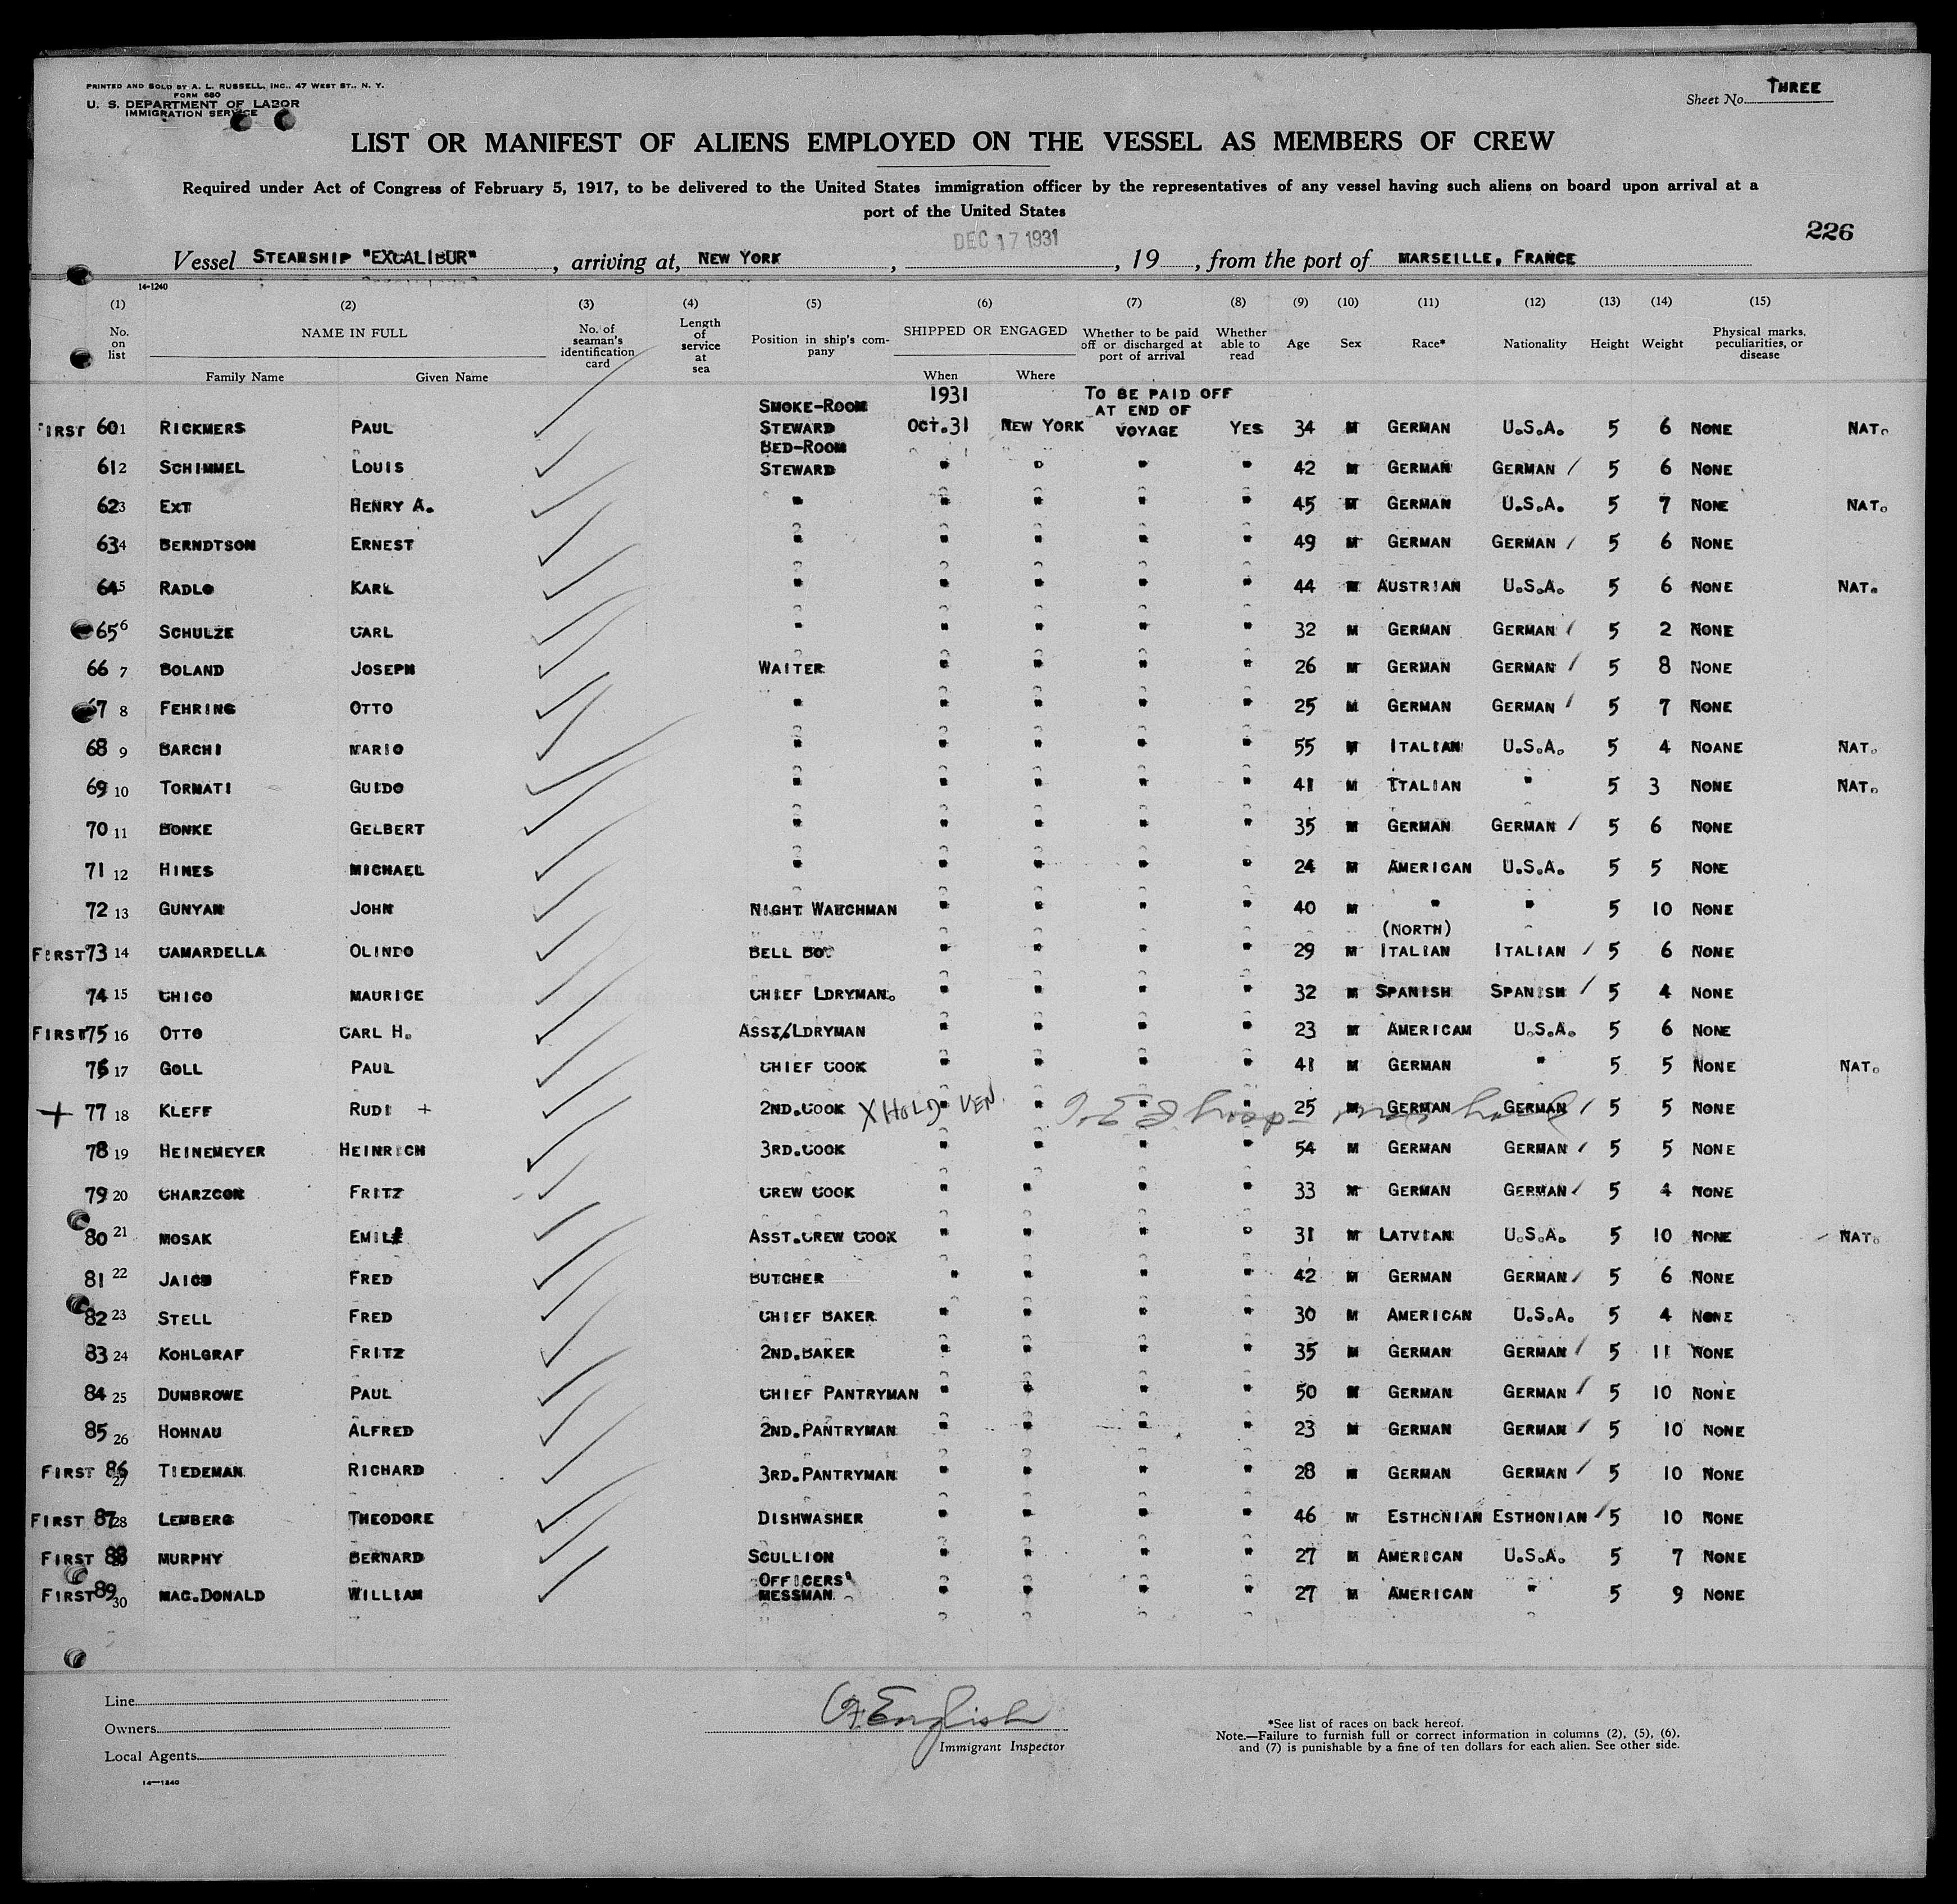 PRINTED AND SOLD BY A. L. RUSSELL, INC., 47 WEST ST., N. Y.
FORM 680
U. S. DEPARTMENT OF LABOR
IMMIGRATION SERVICE
Sheet No. THREE
LIST OR MANIFEST OF ALIENS EMPLOYED ON THE VESSEL AS MEMBERS OF CREW
Required under Act of Congress of February 5, 1917, to be delivered to the United States immigration officer by the representatives of any vessel having such aliens on board upon arrival at a
port of the United States
226
DEC 17 1931
Vessel STEAMSHIP "EXCALIBUR", arriving at, NEW YORK, , 19 , from the port of MARSEILLE, FRANCE
14-1240
(1) (2) (3) (4) (5) (6) (7) (8) (9) (10) (11) (12) (13) (14) (15)
No. on list NAME IN FULL No. of seaman's identification card Length of service at sea Position in ship's company SHIPPED OR ENGAGED Whether to be paid off or discharged at port of arrival Whether able to read Age Sex Race* Nationality Height Weight Physical marks, peculiarities, or disease
Family Name Given Name When Where
1931 TO BE PAID OFF
SMOKE-ROOM AT END OF
FIRST 60 1 RICKMERS PAUL STEWARD OCT.31 NEW YORK VOYAGE YES 34 M GERMAN U.S.A. 5 6 NONE NAT.
BED-ROOM
61 2 SCHIMMEL LOUIS STEWARD " " " " 42 M GERMAN GERMAN / 5 6 NONE
62 3 EXT HENRY A. " " " " " 45 M GERMAN U.S.A. 5 7 NONE NAT.
63 4 BERNDTSON ERNEST " " " " " 49 M GERMAN GERMAN / 5 6 NONE
64 5 RADLO KARL " " " " " 44 M AUSTRIAN U.S.A. 5 6 NONE NAT.
65 6 SCHULZE CARL " " " " " 32 M GERMAN GERMAN / 5 2 NONE
66 7 BOLAND JOSEPH WAITER " " " " 26 M GERMAN GERMAN / 5 8 NONE
67 8 FEHRING OTTO " " " " " 25 M GERMAN GERMAN / 5 7 NONE
68 9 BARCHI MARIO " " " " " 55 M ITALIAN U.S.A. 5 4 NOANE NAT.
69 10 TORNATI GUIDO " " " " " 41 M ITALIAN " 5 3 NONE NAT.
70 11 BONKE GELBERT " " " " " 35 M GERMAN GERMAN / 5 6 NONE
71 12 HINES MICHAEL " " " " " 24 M AMERICAN U.S.A. 5 5 NONE
72 13 GUNYAN JOHN NIGHT WAHCHMAN " " " " 40 M " " 5 10 NONE
(NORTH)
FIRST 73 14 CAMARDELLA OLINDO BELL BOY " " " " 29 M ITALIAN ITALIAN / 5 6 NONE
74 15 CHICO MAURICE CHIEF LDRYMAN. " " " " 32 M SPANISH SPANISH / 5 4 NONE
FIRST 75 16 OTTO CARL H. ASST/LDRYMAN " " " " 23 M AMERICAM U.S.A. 5 6 NONE
76 17 GOLL PAUL CHIEF COOK " " " " 48 M GERMAN " 5 5 NONE NAT.
+ 77 18 KLEFF RUDI + 2ND.COOK X HOLD VEN. " " " " 25 M GERMAN GERMAN / 5 5 NONE
78 19 HEINEMEYER HEINRICH 3RD.COOK " " " " 54 M GERMAN GERMAN / 5 5 NONE
79 20 CHARZCON FRITZ CREW COOK " " " " 33 M GERMAN GERMAN / 5 4 NONE
80 21 MOSAK EMIL ASST.CREW COOK " " " " 31 M LATVIAN U.S.A. 5 10 NONE NAT.
81 22 FRED BUTCHER " " " " 42 M GERMAN GERMAN / 5 6 NONE
82 23 STELL FRED CHIEF BAKER " " " " 30 M AMERICAN U.S.A. 5 4 NONE
83 24 KOHLGRAF FRITZ 2ND.BAKER " " " " 35 M GERMAN GERMAN / 5 11 NONE
84 25 DUMBROWE PAUL CHIEF PANTRYMAN " " " " 50 M GERMAN GERMAN / 5 10 NONE
85 26 HOHNAU ALFRED 2ND.PANTRYMAN " " " " 23 M GERMAN GERMAN / 5 10 NONE
FIRST 86 27 TIEDEMAN RICHARD 3RD.PANTRYMAN " " " " 28 M GERMAN GERMAN / 5 10 NONE
FIRST 87 28 LEMBERG THEODORE DISHWASHER " " " " 46 M ESTHONIAN ESTHONIAN / 5 10 NONE
FIRST 88 MURPHY BERNARD SCULLION " " " " 27 M AMERICAN U.S.A. 5 7 NONE
OFFICERS'
FIRST 89 30 MAC.DONALD WILLIAM MESSMAN " " " " 27 M AMERICAN " 5 9 NONE
Line
Owners
Local Agents
14-1240
English
Immigrant Inspector
*See list of races on back hereof.
Note.—Failure to furnish full or correct information in columns (2), (5), (6),
and (7) is punishable by a fine of ten dollars for each alien. See other side.